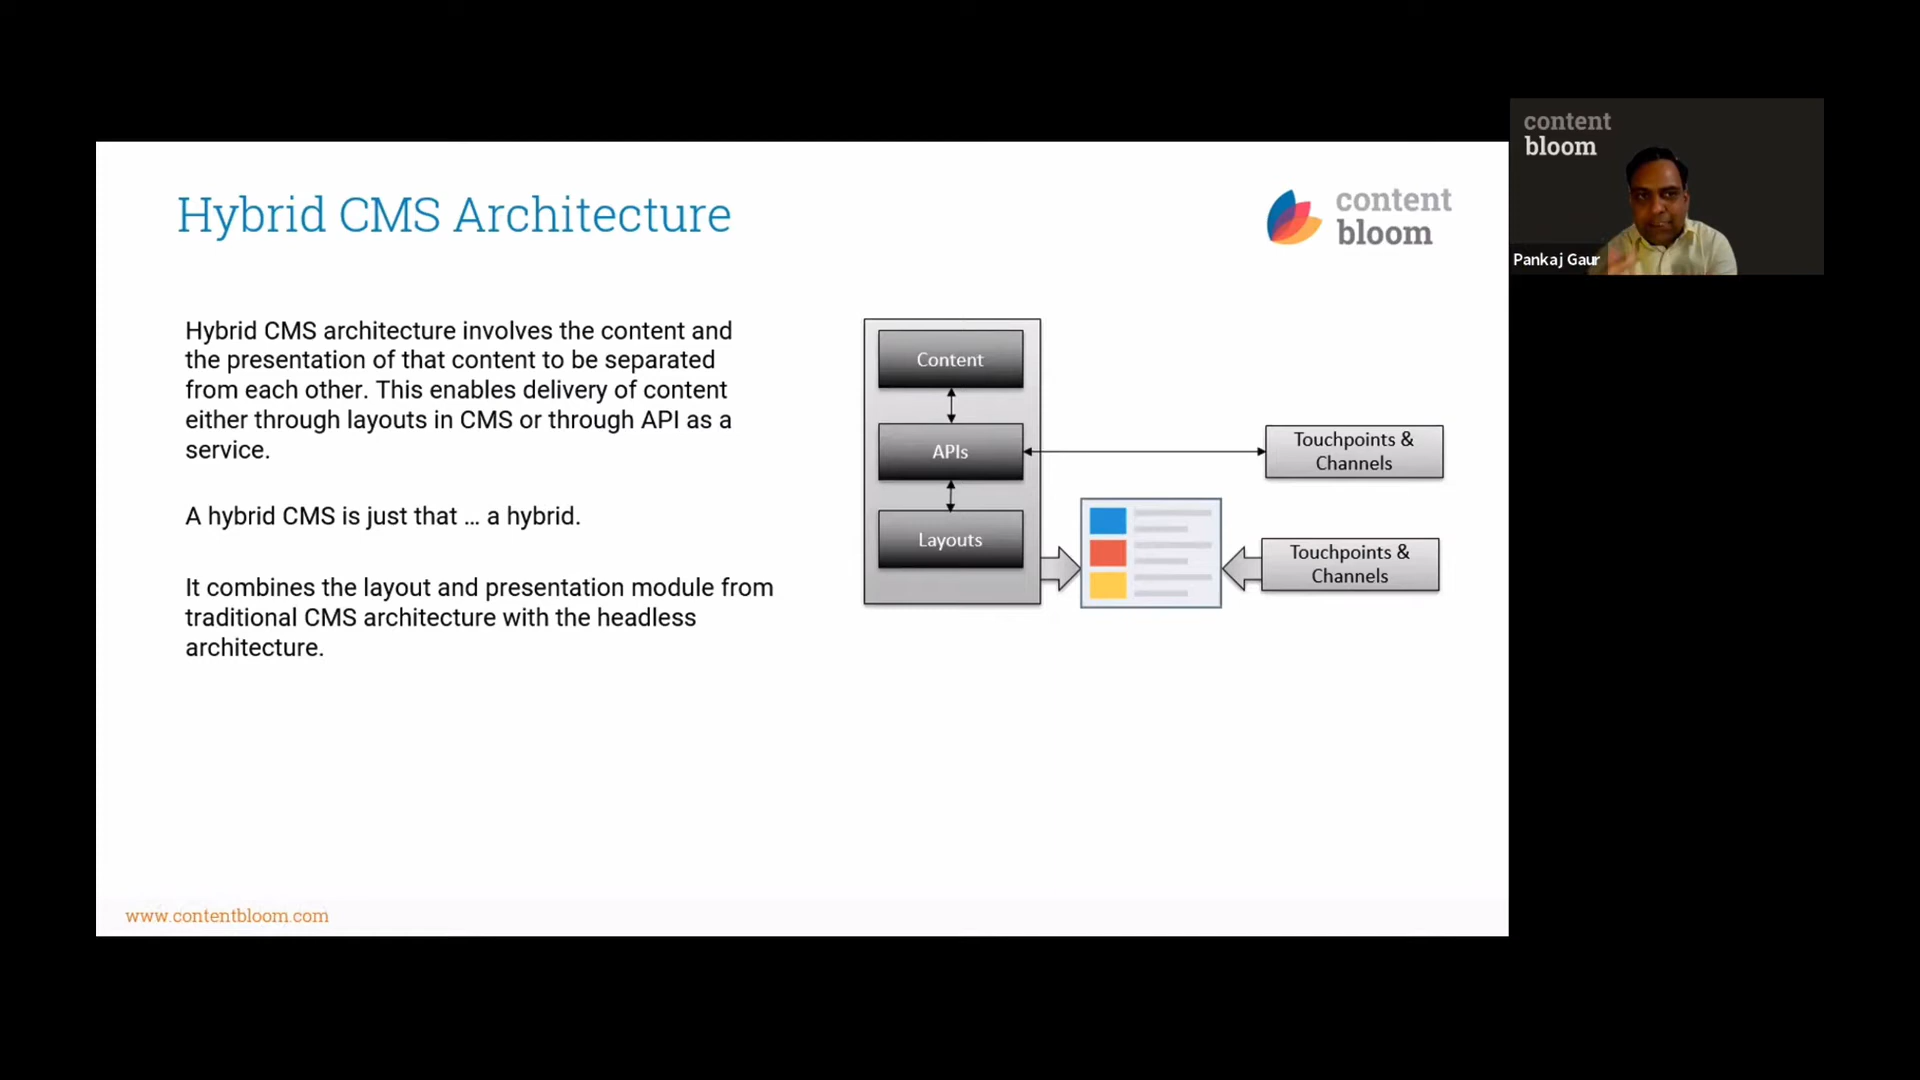 Hybrid CMS Architecture
content
bloom
Hybrid CMS architecture involves the content and
the presentation of that content to be separated
from each other. This enables delivery of content
either through layouts in CMS or through API as a
service.
A hybrid CMS is just that ... a hybrid.
It combines the layout and presentation module from
traditional CMS architecture with the headless
architecture.
Content
APIs
Layouts
Touchpoints &
Channels
Touchpoints &
Channels
www.contentbloom.com
content
bloom
Pankaj Gaur